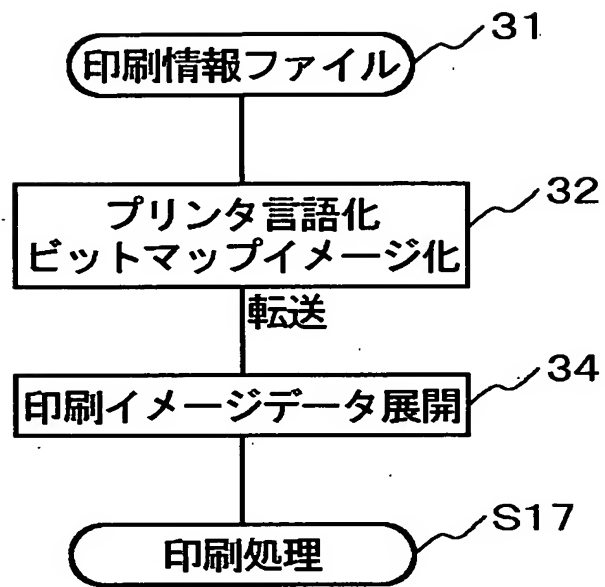 31
印刷情報ファイル
32
プリンタ言語化
ビットマップイメージ化
転送
34
印刷イメージデータ展開
S17
印刷処理